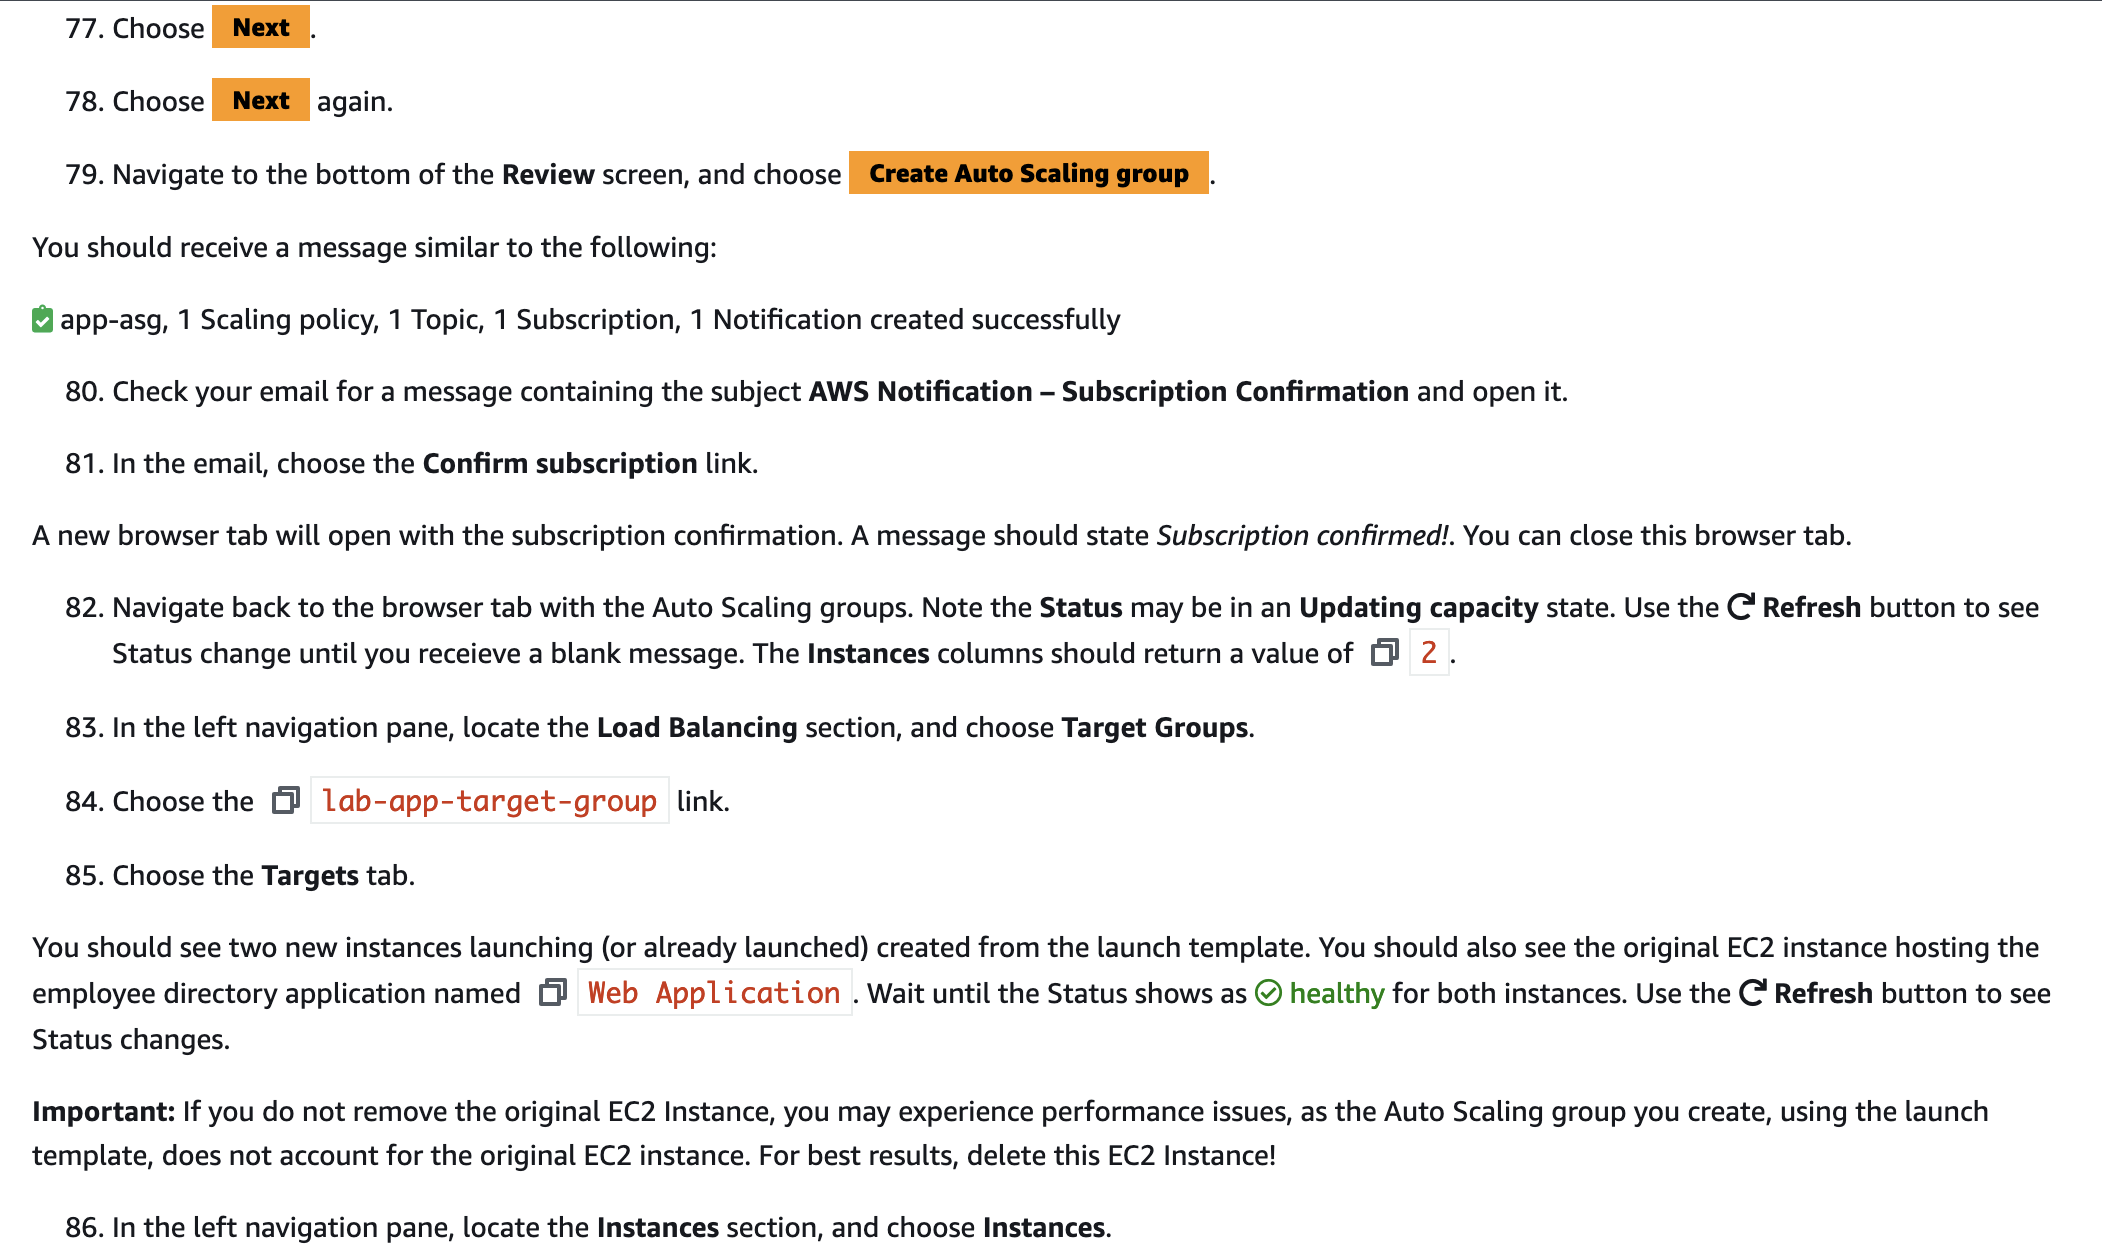 77. Choose Next.
78. Choose Next again.
79. Navigate to the bottom of the Review screen, and choose Create Auto Scaling group.
You should receive a message similar to the following:
app-asg, 1 Scaling policy, 1 Topic, 1 Subscription, 1 Notification created successfully
80. Check your email for a message containing the subject AWS Notification – Subscription Confirmation and open it.
81. In the email, choose the Confirm subscription link.
A new browser tab will open with the subscription confirmation. A message should state Subscription confirmed!. You can close this browser tab.
82. Navigate back to the browser tab with the Auto Scaling groups. Note the Status may be in an Updating capacity state. Use the Refresh button to see
Status change until you receieve a blank message. The Instances columns should return a value of 2.
83. In the left navigation pane, locate the Load Balancing section, and choose Target Groups.
84. Choose the lab-app-target-group link.
85. Choose the Targets tab.
You should see two new instances launching (or already launched) created from the launch template. You should also see the original EC2 instance hosting the
employee directory application named Web Application. Wait until the Status shows as healthy for both instances. Use the Refresh button to see
Status changes.
Important: If you do not remove the original EC2 Instance, you may experience performance issues, as the Auto Scaling group you create, using the launch
template, does not account for the original EC2 instance. For best results, delete this EC2 Instance!
86. In the left navigation pane, locate the Instances section, and choose Instances.